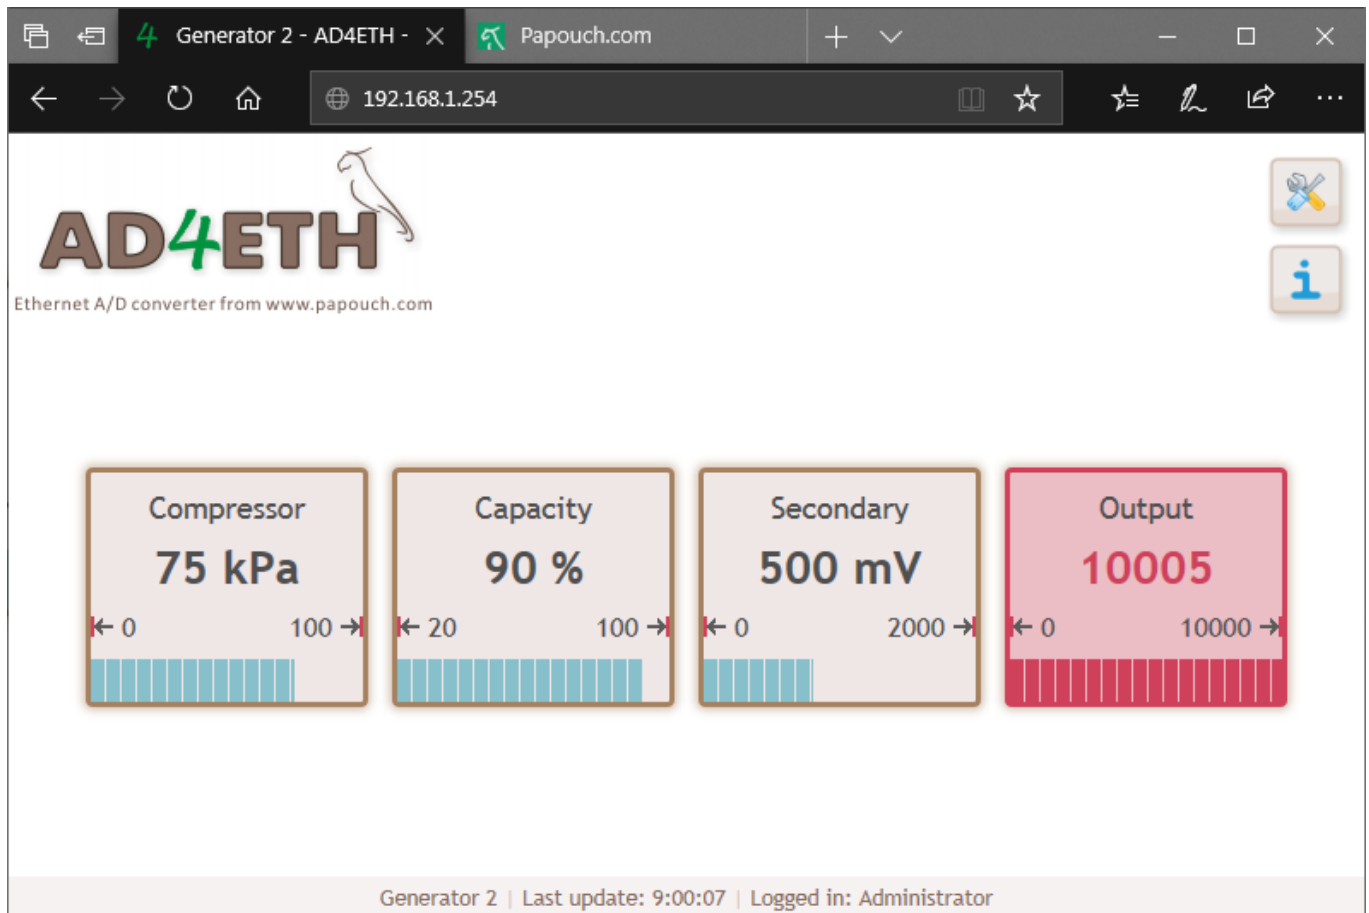 Generator 2 - AD4ETH -
Papouch.com
192.168.1.254
AD4ETH
Ethernet A/D converter from www.papouch.com
Compressor
75 kPa
← 0 100 →
Capacity
90 %
← 20 100 →
Secondary
500 mV
← 0 2000 →
Output
10005
← 0 10000 →
Generator 2 | Last update: 9:00:07 | Logged in: Administrator